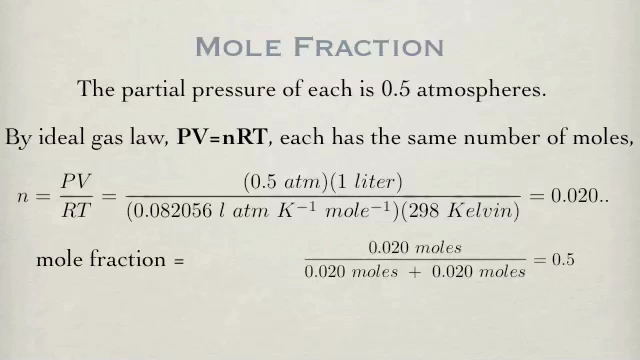 Mole Fraction
The partial pressure of each is 0.5 atmospheres.
By ideal gas law, PV=nRT, each has the same number of moles,
n = PV/RT = (0.5 atm)(1 liter)/(0.082056 l atm K⁻¹ mole⁻¹)(298 Kelvin) = 0.020..
mole fraction = 0.020 moles/0.020 moles + 0.020 moles = 0.5